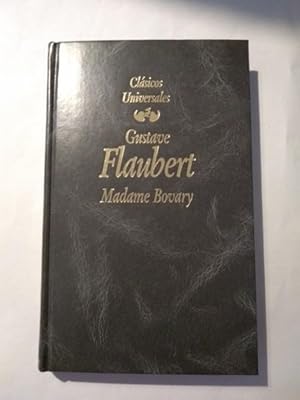 Clásicos
Universales
Gustave
Flaubert
Madame Bovary